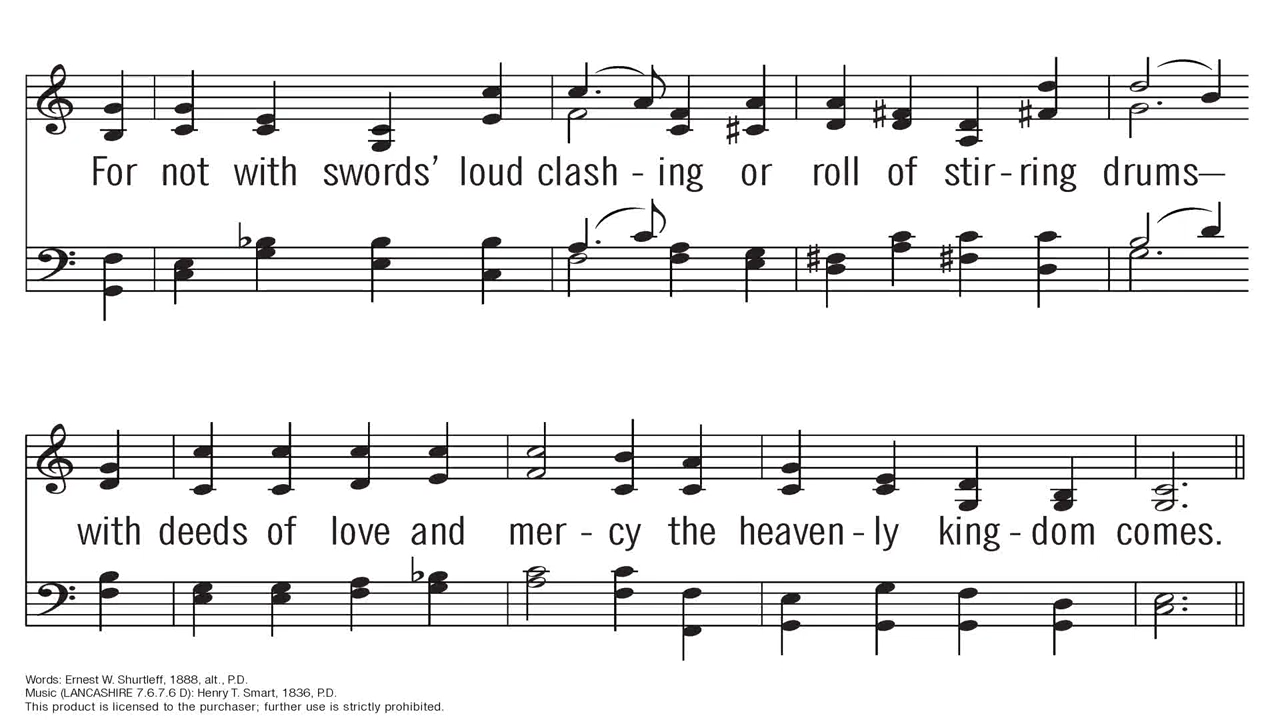 For not with swords’ loud clash - ing or roll of stir - ring drums—
with deeds of love and mer - cy the heaven - ly king - dom comes.
Words: Ernest W. Shurtleff, 1888, alt., P.D.
Music (LANCASHIRE 7.6.7.6 D): Henry T. Smart, 1836, P.D.
This product is licensed to the purchaser; further use is strictly prohibited.